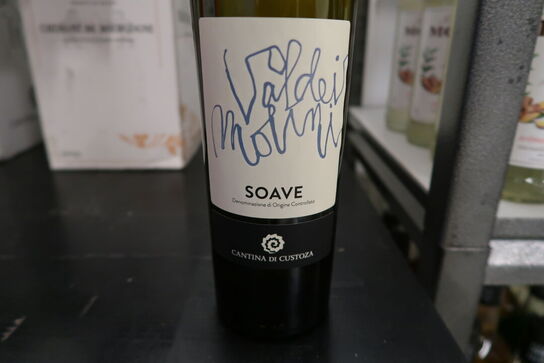 Valdei
Molini
SOAVE
Denominazione di Origine Controllata
CANTINA DI CUSTOZA